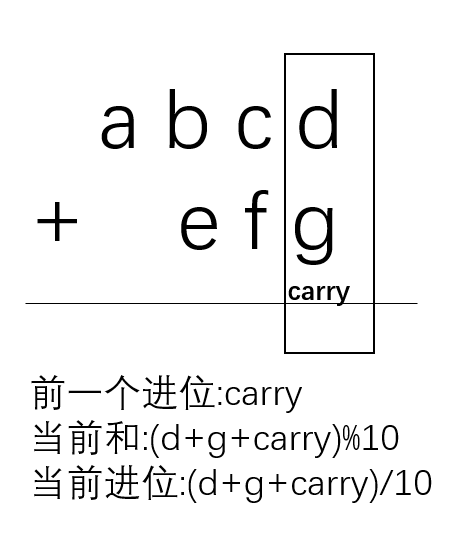 a b c d
+ e f g
carry
前一个进位:carry
当前和:(d+g+carry)%10
当前进位:(d+g+carry)/10